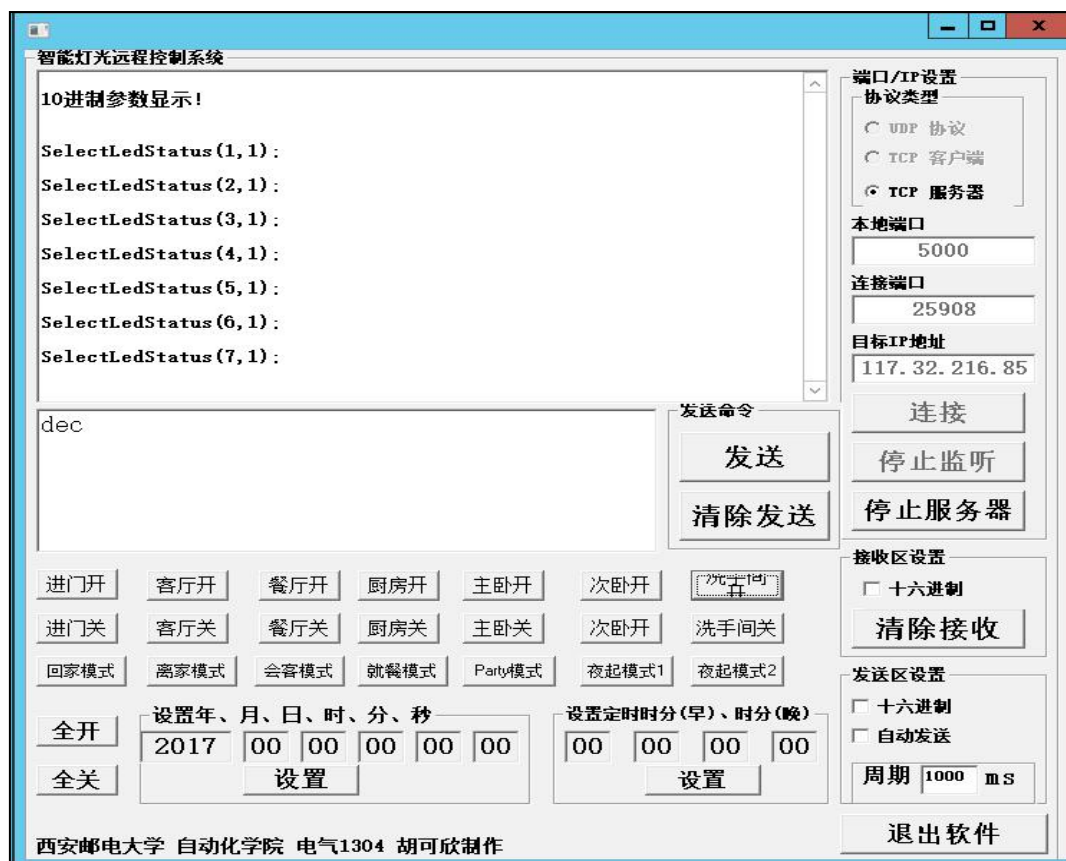 智能灯光远程控制系统
10进制参数显示!
SelectLedStatus(1,1);
SelectLedStatus(2,1);
SelectLedStatus(3,1);
SelectLedStatus(4,1);
SelectLedStatus(5,1);
SelectLedStatus(6,1);
SelectLedStatus(7,1);
dec
发送命令
发送
清除发送
端口/IP设置
协议类型
UDP 协议
TCP 客户端
TCP 服务器
本地端口
5000
连接端口
25908
目标IP地址
117.32.216.85
连接
停止监听
停止服务器
接收区设置
十六进制
清除接收
发送区设置
十六进制
自动发送
周期 1000 ms
退出软件
进门开 客厅开 餐厅开 厨房开 主卧开 次卧开 洗手间开
进门关 客厅关 餐厅关 厨房关 主卧关 次卧开 洗手间关
回家模式 离家模式 会客模式 就餐模式 Party模式 夜起模式1 夜起模式2
全开
全关
设置年、月、日、时、分、秒
2017 00 00 00 00 00
设置
设置定时时分(早)、时分(晚)
00 00 00 00
设置
西安邮电大学 自动化学院 电气1304 胡可欣制作